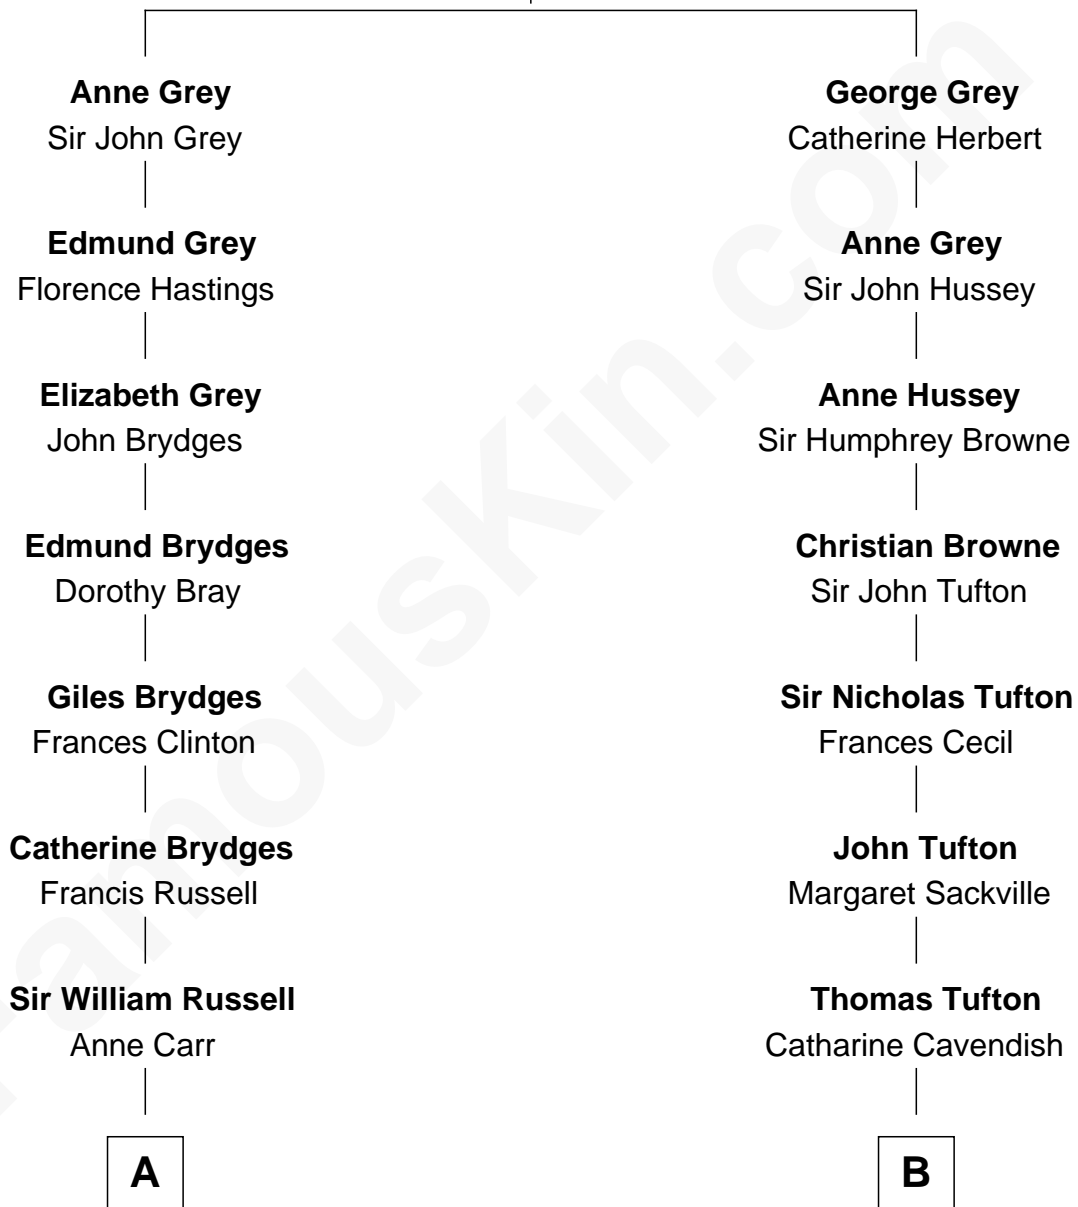 Anne Grey
Sir John Grey
Edmund Grey
Florence Hastings
Elizabeth Grey
John Brydges
Edmund Brydges
Dorothy Bray
Giles Brydges
Frances Clinton
Catherine Brydges
Francis Russell
Sir William Russell
Anne Carr
A
George Grey
Catherine Herbert
Anne Grey
Sir John Hussey
Anne Hussey
Sir Humphrey Browne
Christian Browne
Sir John Tufton
Sir Nicholas Tufton
Frances Cecil
John Tufton
Margaret Sackville
Thomas Tufton
Catharine Cavendish
B
FamousKin.com